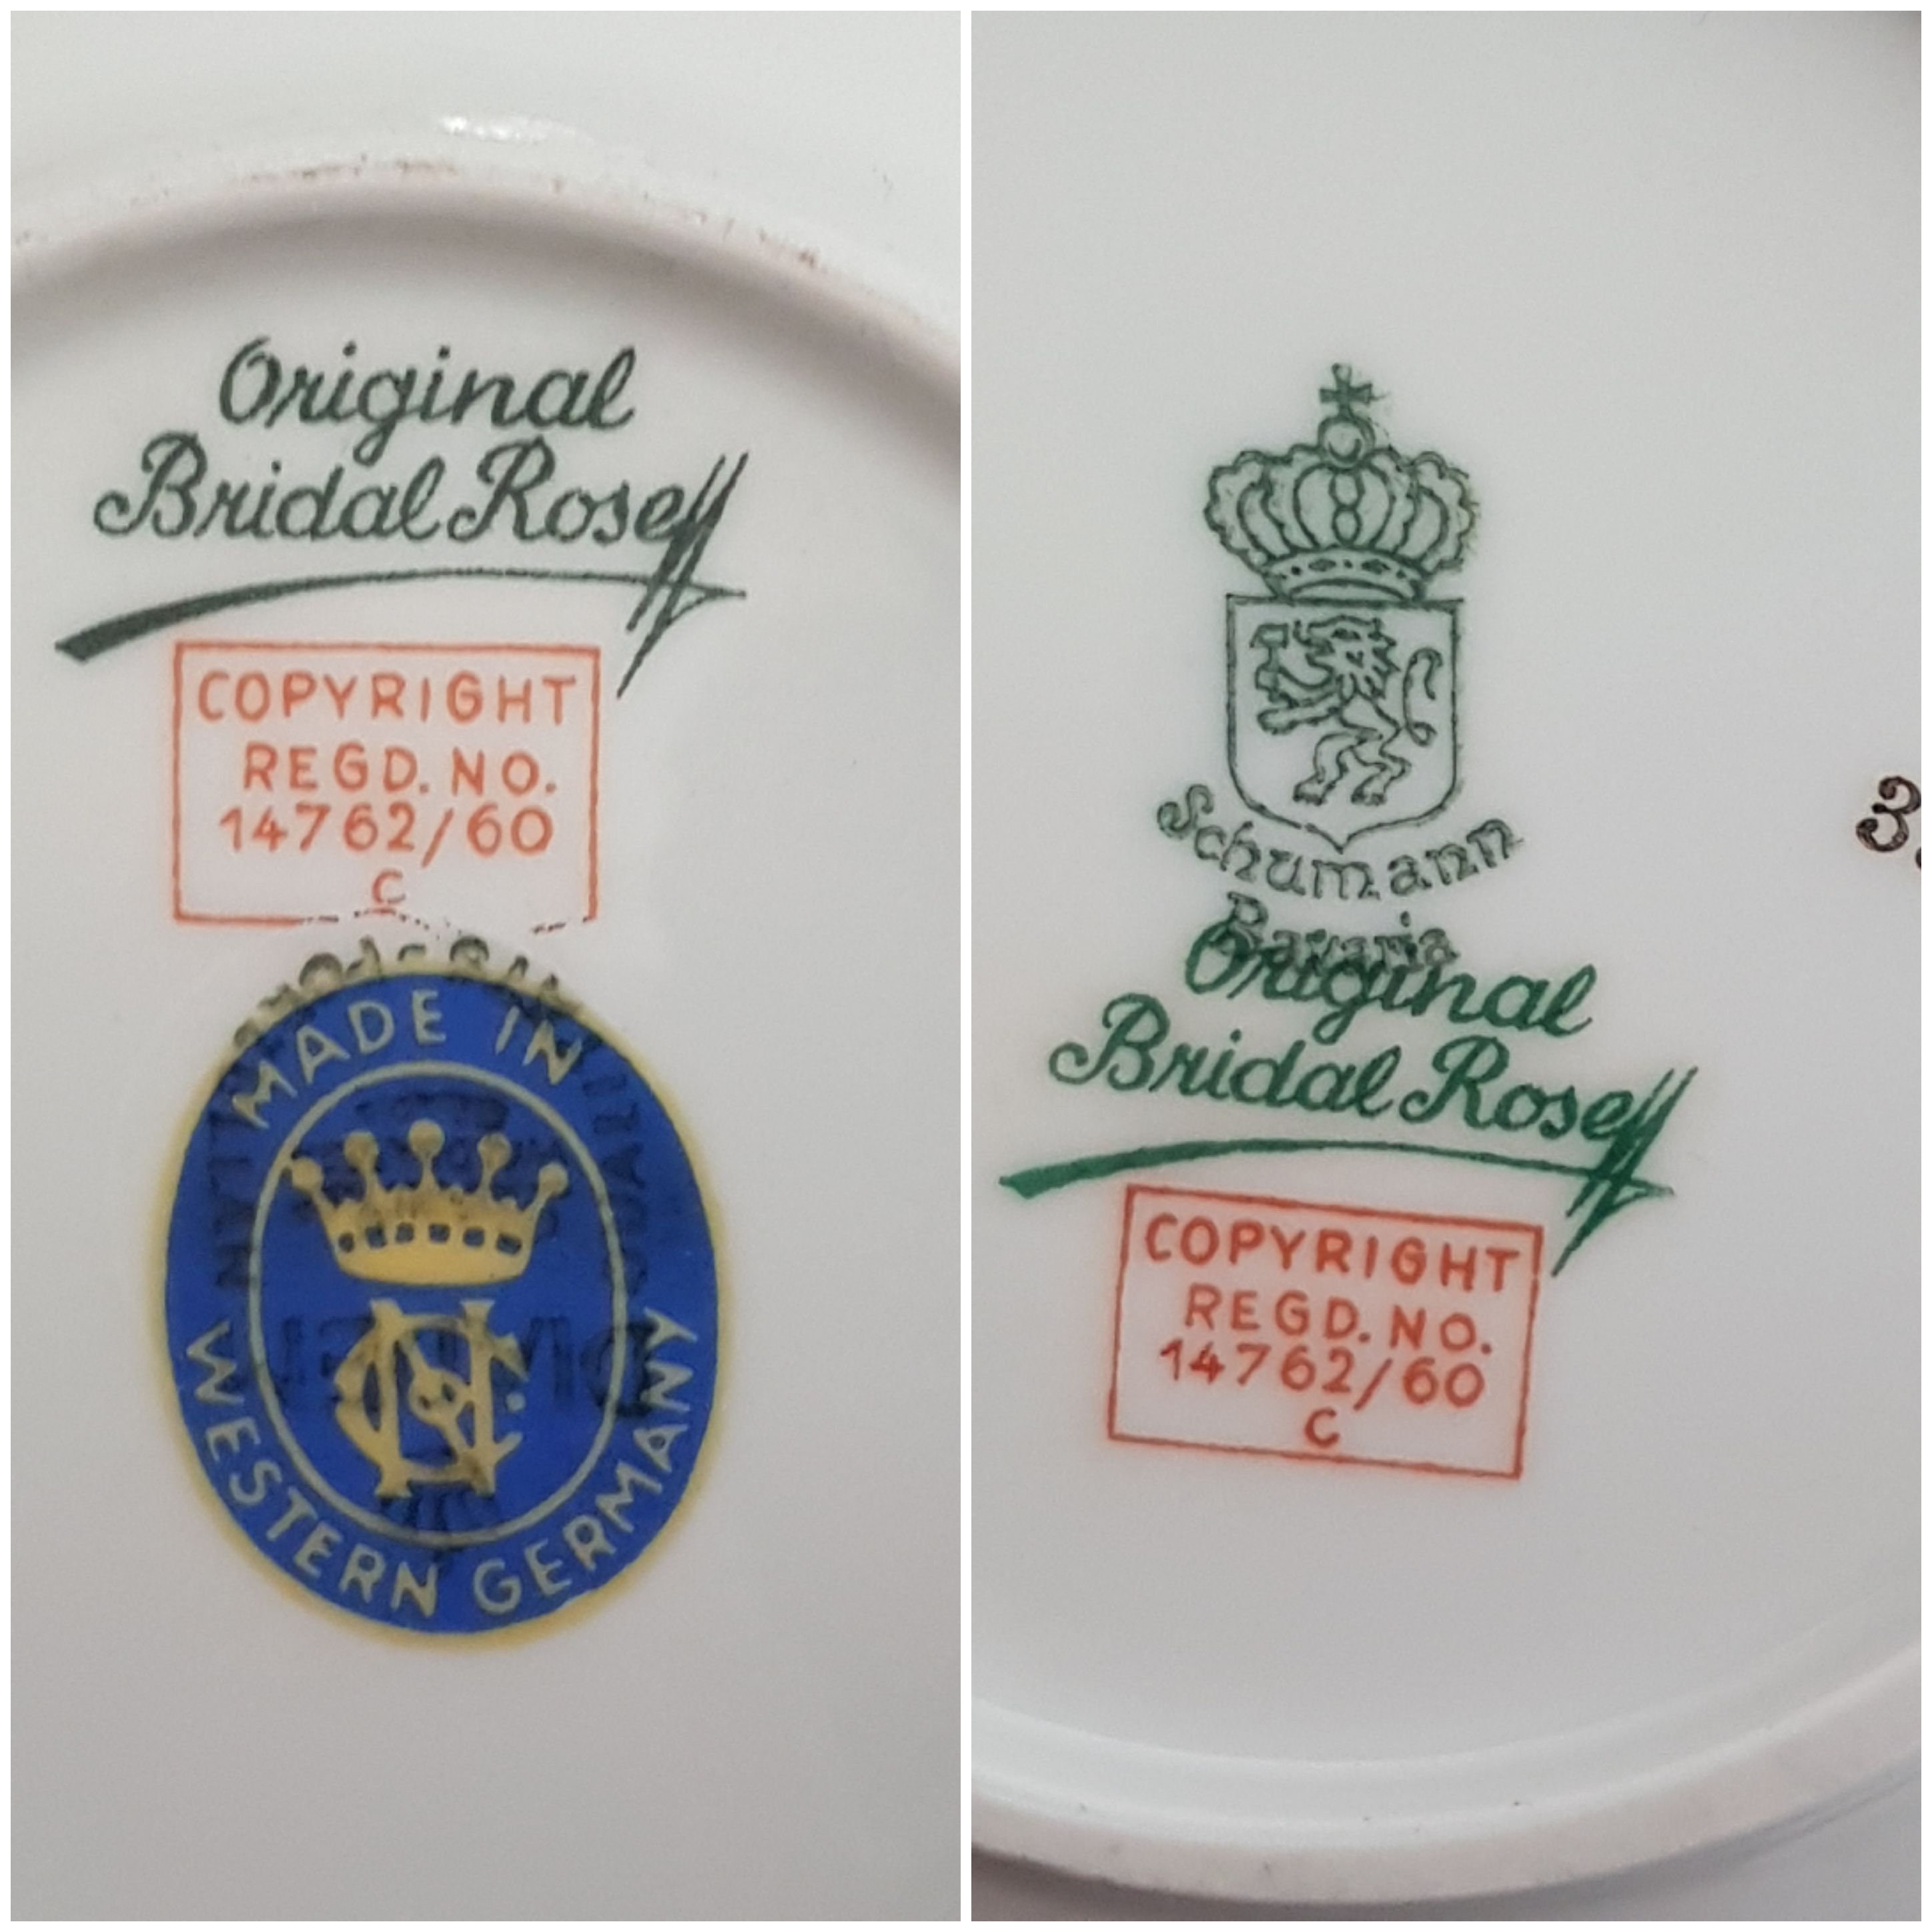 Original
Bridal Rose
COPYRIGHT
REGD. NO.
14762/60
C
MADE IN
WESTERN GERMANY
Schumann
Bavaria
Original
Bridal Rose
COPYRIGHT
REGD. NO.
14762/60
C
3